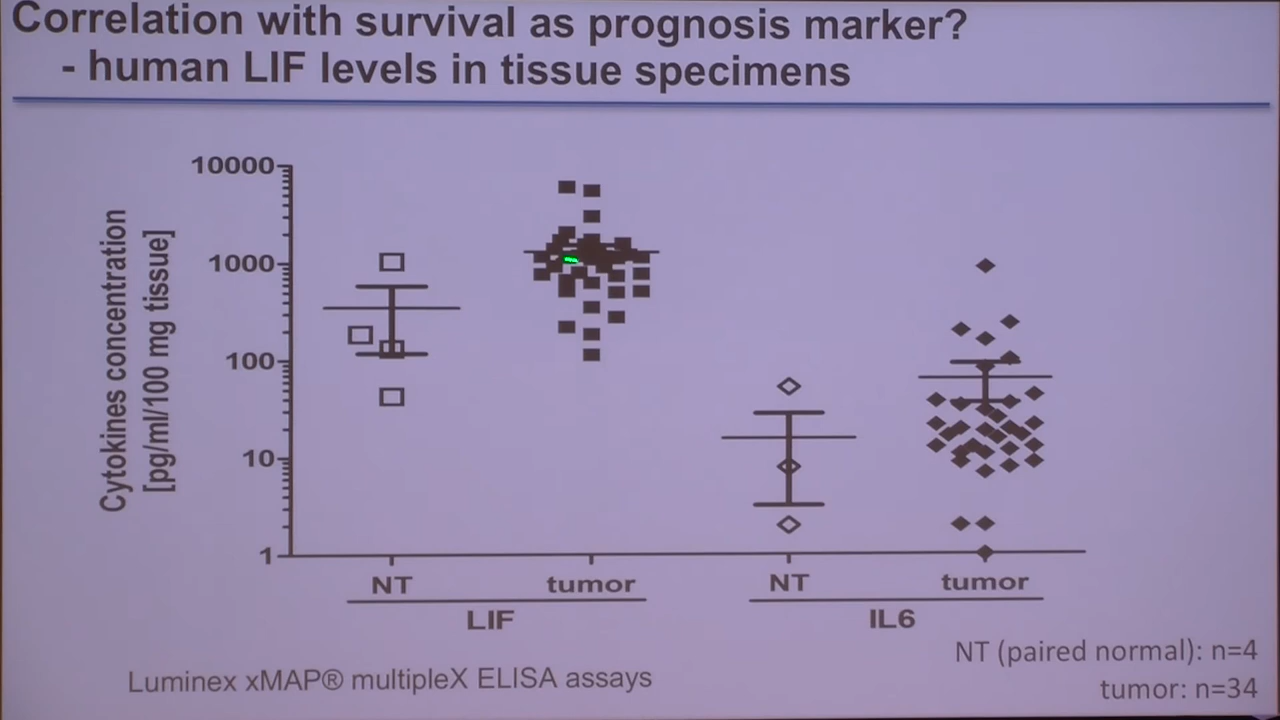 Correlation with survival as prognosis marker?
- human LIF levels in tissue specimens
Cytokines concentration
[pg/ml/100 mg tissue]
10000
1000
100
10
1
NT
tumor
NT
tumor
LIF
IL6
NT (paired normal): n=4
tumor: n=34
Luminex xMAP® multipleX ELISA assays